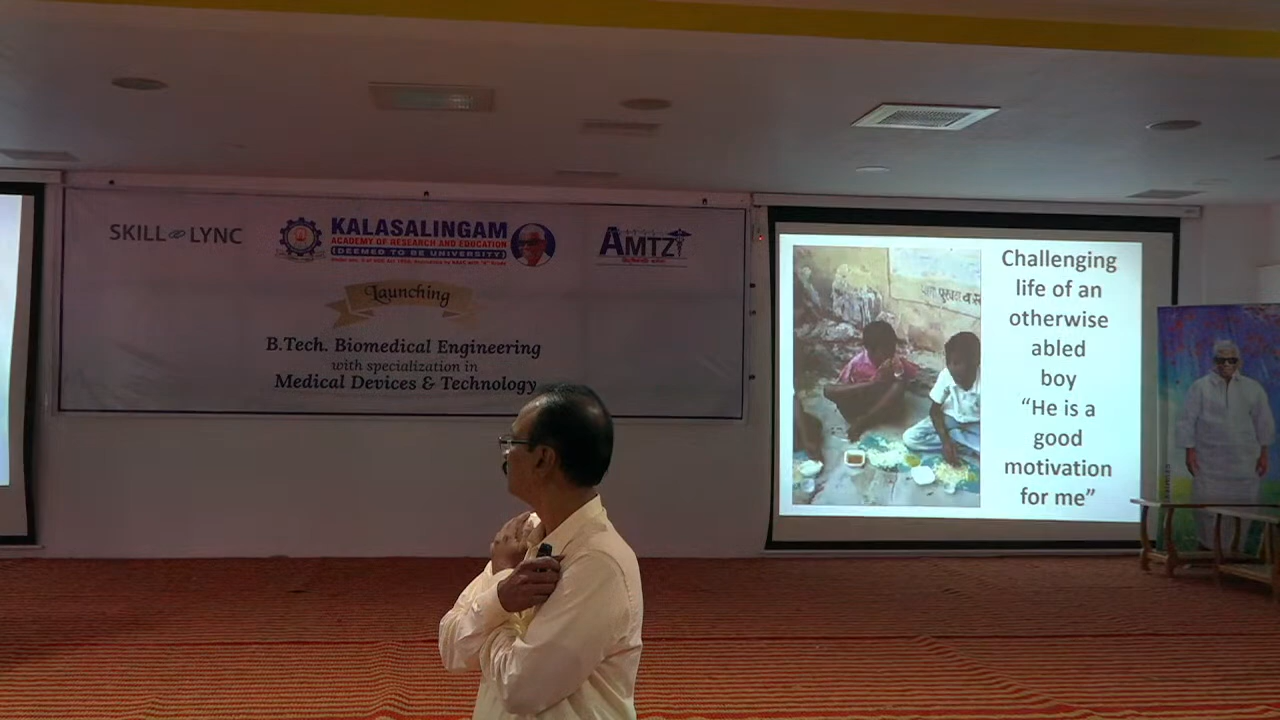 SKILL LYNC
KALASALINGAM
ACADEMY OF RESEARCH AND EDUCATION
(DEEMED TO BE UNIVERSITY)
AMTZ
Launching
B.Tech. Biomedical Engineering
with specialization in
Medical Devices & Technology
Challenging
life of an
otherwise
abled
boy
“He is a
good
motivation
for me”